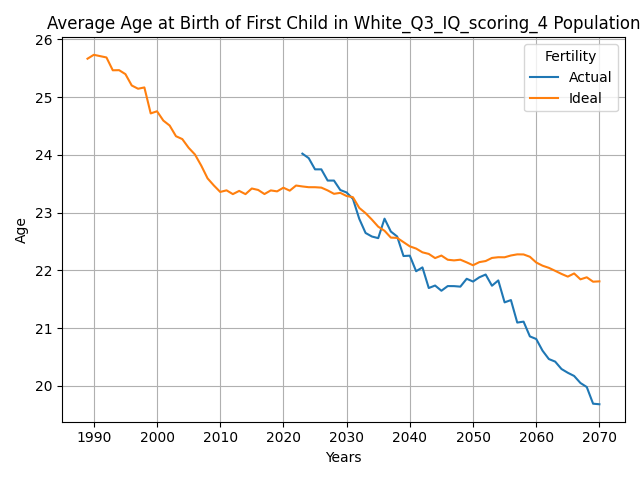 Average Age at Birth of First Child in White_Q3_IQ_scoring_4 Population
26
25
24
23
22
21
20
Age
Fertility
Actual
Ideal
1990 2000 2010 2020 2030 2040 2050 2060 2070
Years